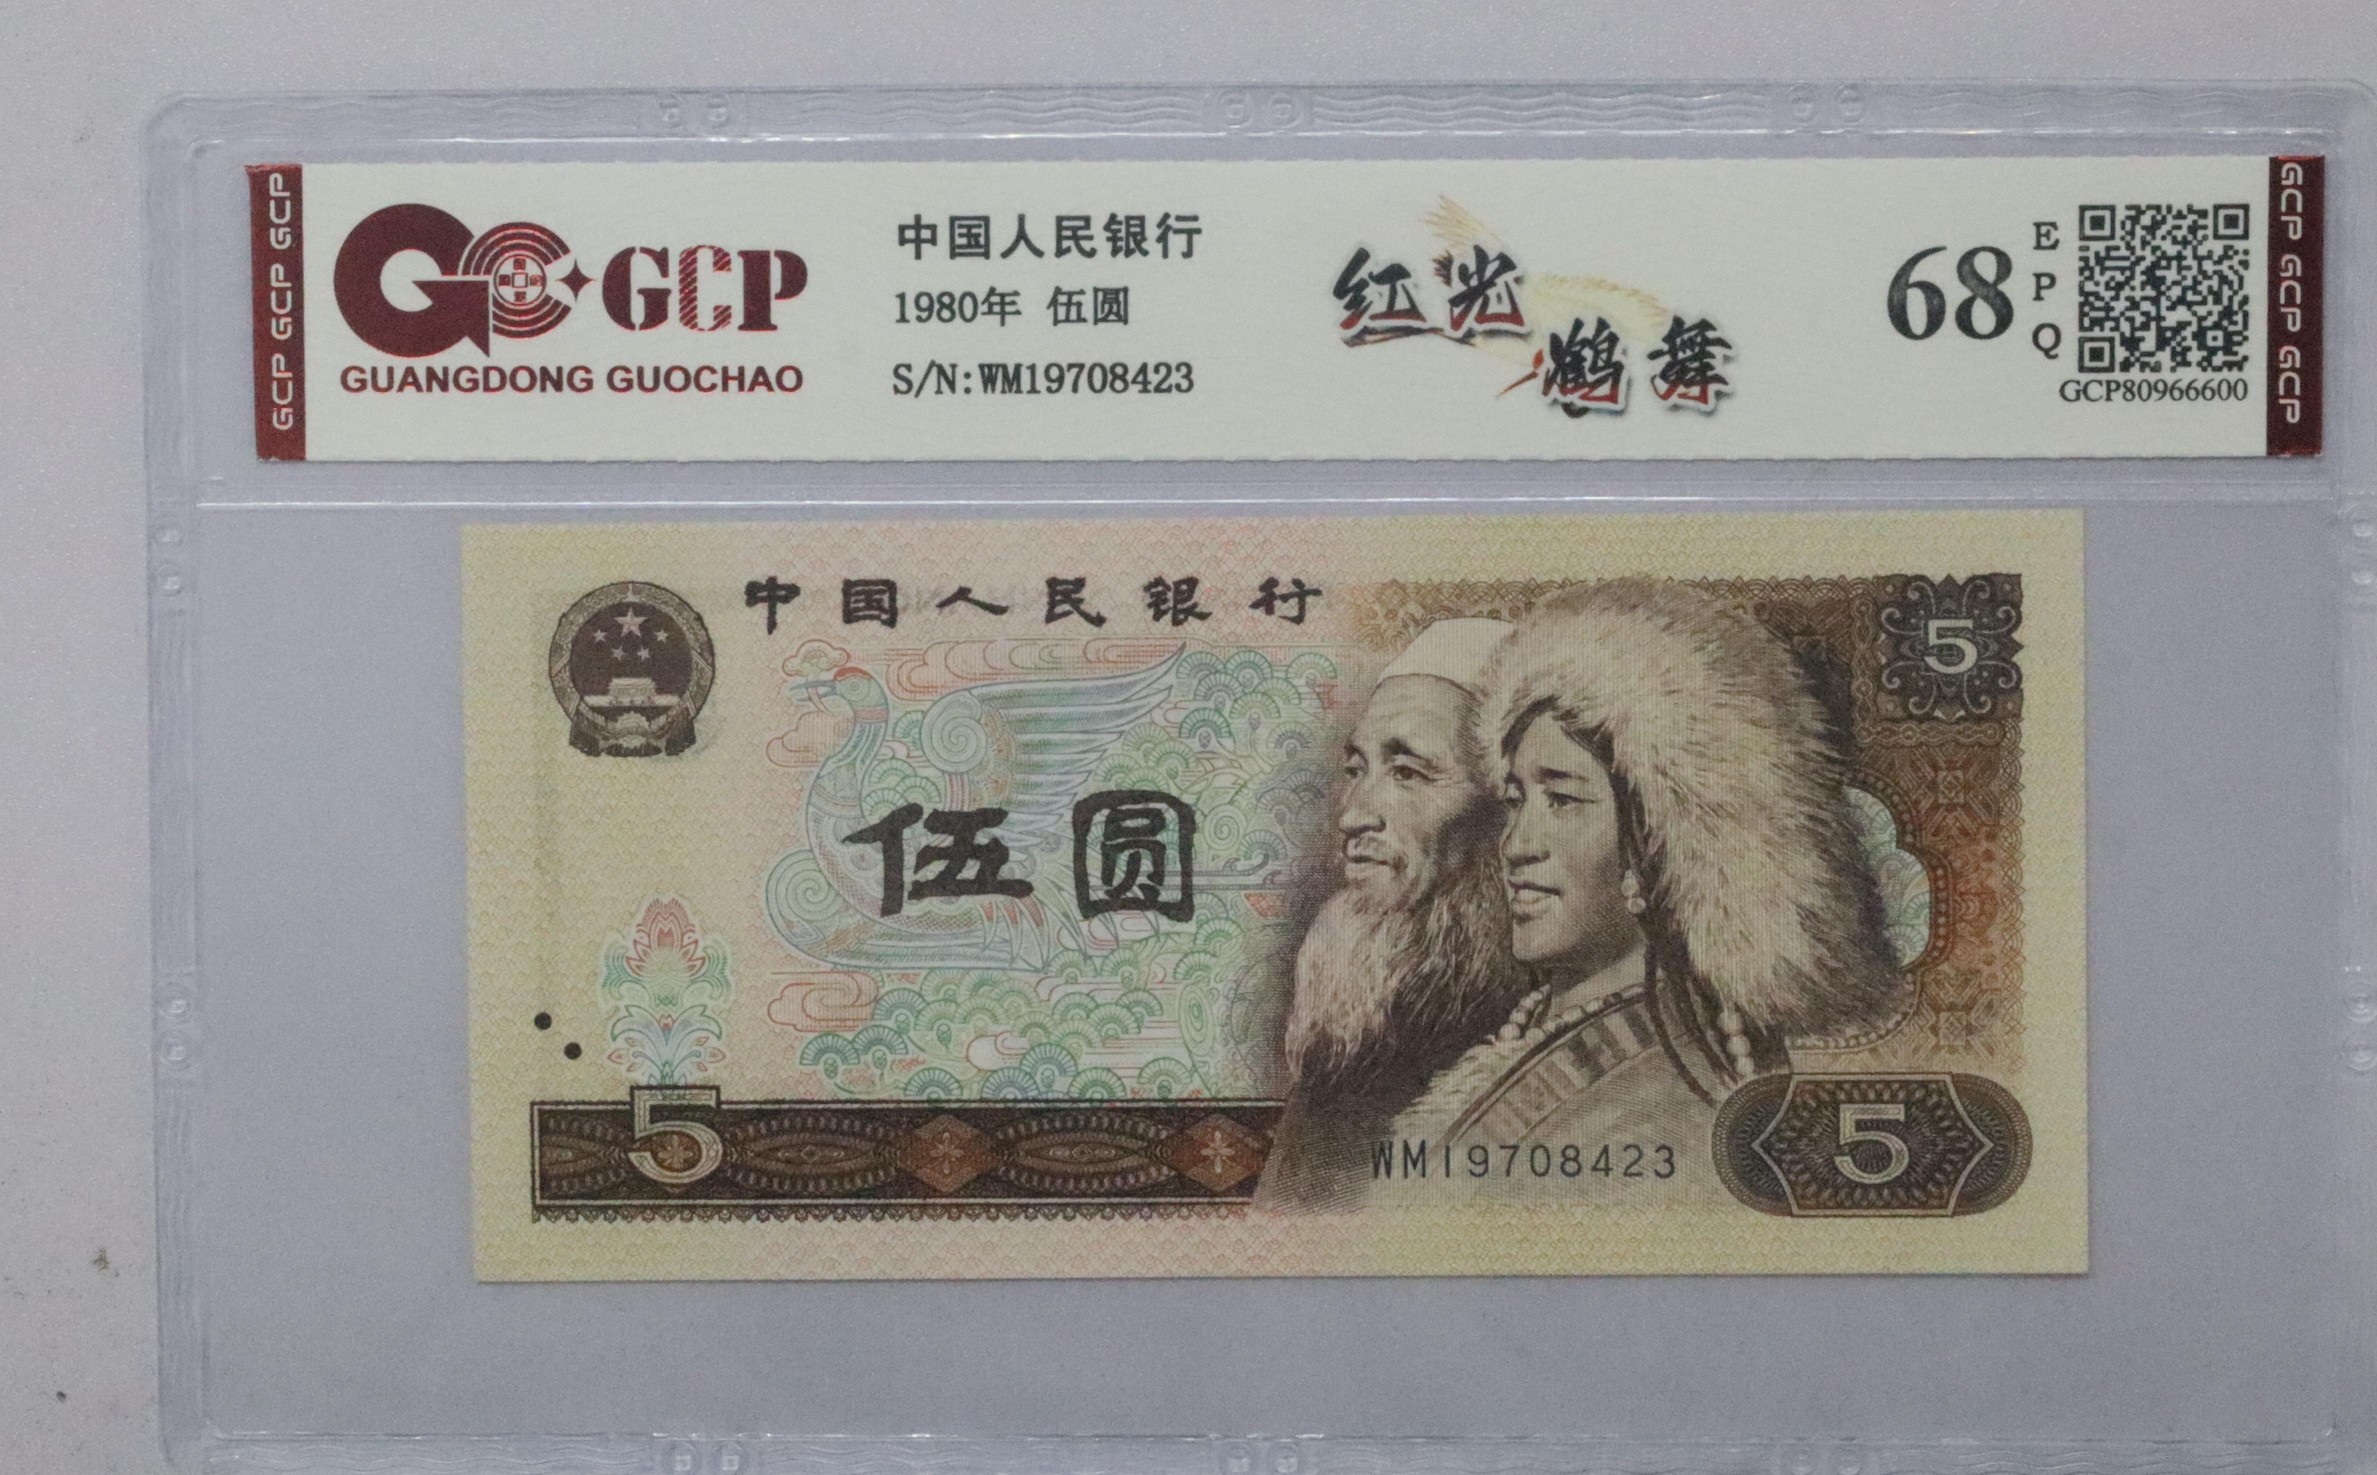 GCP GCP GCP
GCP
GUANGDONG GUOCHAO
中国人民银行
1980年 伍圆
S/N:WM19708423
红光
鹤舞
68
E
P
Q
GCP80966600
GCP GCP GCP
中国人民银行
5
伍圆
5
WM19708423
5